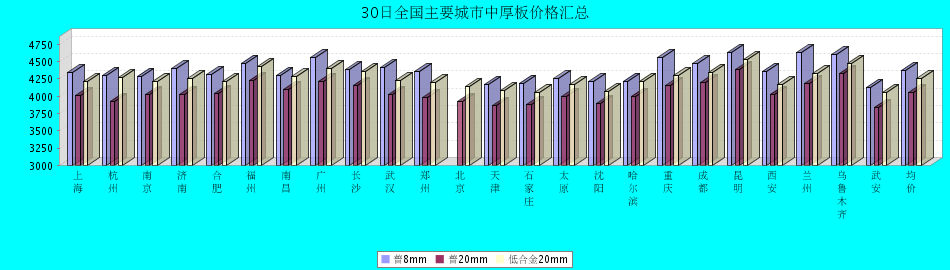 30日全国主要城市中厚板价格汇总
4750
4500
4250
4000
3750
3500
3250
3000
上海
杭州
南京
济南
合肥
福州
南昌
广州
长沙
武汉
郑州
北京
天津
石家庄
太原
沈阳
哈尔滨
重庆
成都
昆明
西安
兰州
乌鲁木齐
武安
均价
普8mm 普20mm 低合金20mm